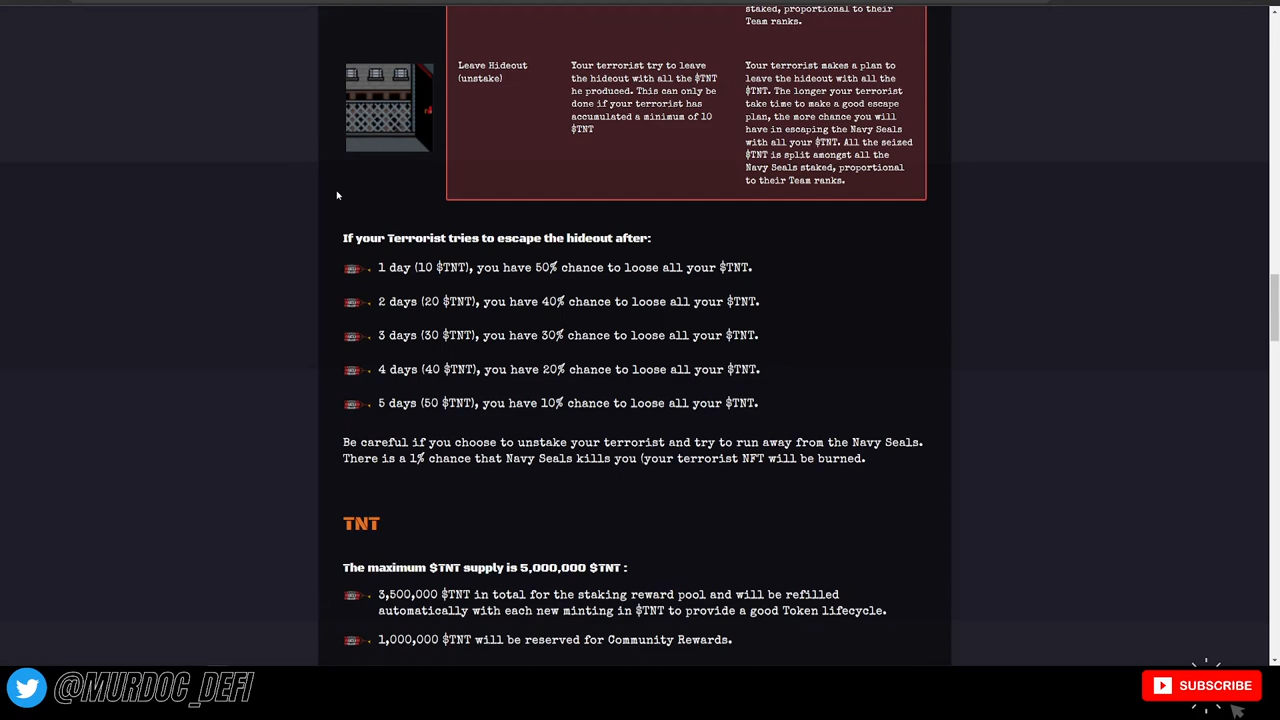 staked, proportional to their
Team ranks.
Leave Hideout
(unstake)
Your terrorist try to leave
the hideout with all the $TNT
he produced. This can only be
done if your terrorist has
accumulated a minimum of 10
$TNT
Your terrorist makes a plan to
leave the hideout with all the
$TNT. The longer your terrorist
take time to make a good escape
plan, the more chance you will
have in escaping the Navy Seals
with all your $TNT. All the seized
$TNT is split amongst all the
Navy Seals staked, proportional
to their Team ranks.
If your Terrorist tries to escape the hideout after:
1 day (10 $TNT), you have 50% chance to loose all your $TNT.
2 days (20 $TNT), you have 40% chance to loose all your $TNT.
3 days (30 $TNT), you have 30% chance to loose all your $TNT.
4 days (40 $TNT), you have 20% chance to loose all your $TNT.
5 days (50 $TNT), you have 10% chance to loose all your $TNT.
Be careful if you choose to unstake your terrorist and try to run away from the Navy Seals.
There is a 1% chance that Navy Seals kills you (your terrorist NFT will be burned.
TNT
The maximum $TNT supply is 5,000,000 $TNT :
3,500,000 $TNT in total for the staking reward pool and will be refilled
automatically with each new minting in $TNT to provide a good Token lifecycle.
1,000,000 $TNT will be reserved for Community Rewards.
@MURDOC_DEFI
SUBSCRIBE